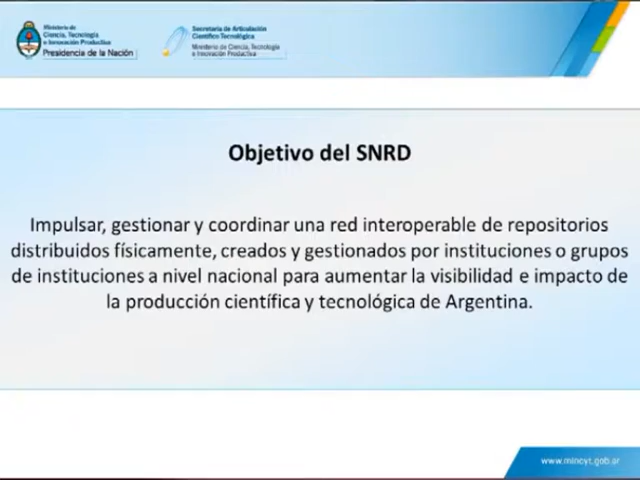 Ministerio de
Ciencia, Tecnología
e Innovación Productiva
Presidencia de la Nación
Secretaría de Articulación
Científico Tecnológica
Ministerio de Ciencia, Tecnología
e Innovación Productiva
Objetivo del SNRD
Impulsar, gestionar y coordinar una red interoperable de repositorios
distribuidos físicamente, creados y gestionados por instituciones o grupos
de instituciones a nivel nacional para aumentar la visibilidad e impacto de
la producción científica y tecnológica de Argentina.
www.mincyt.gob.ar